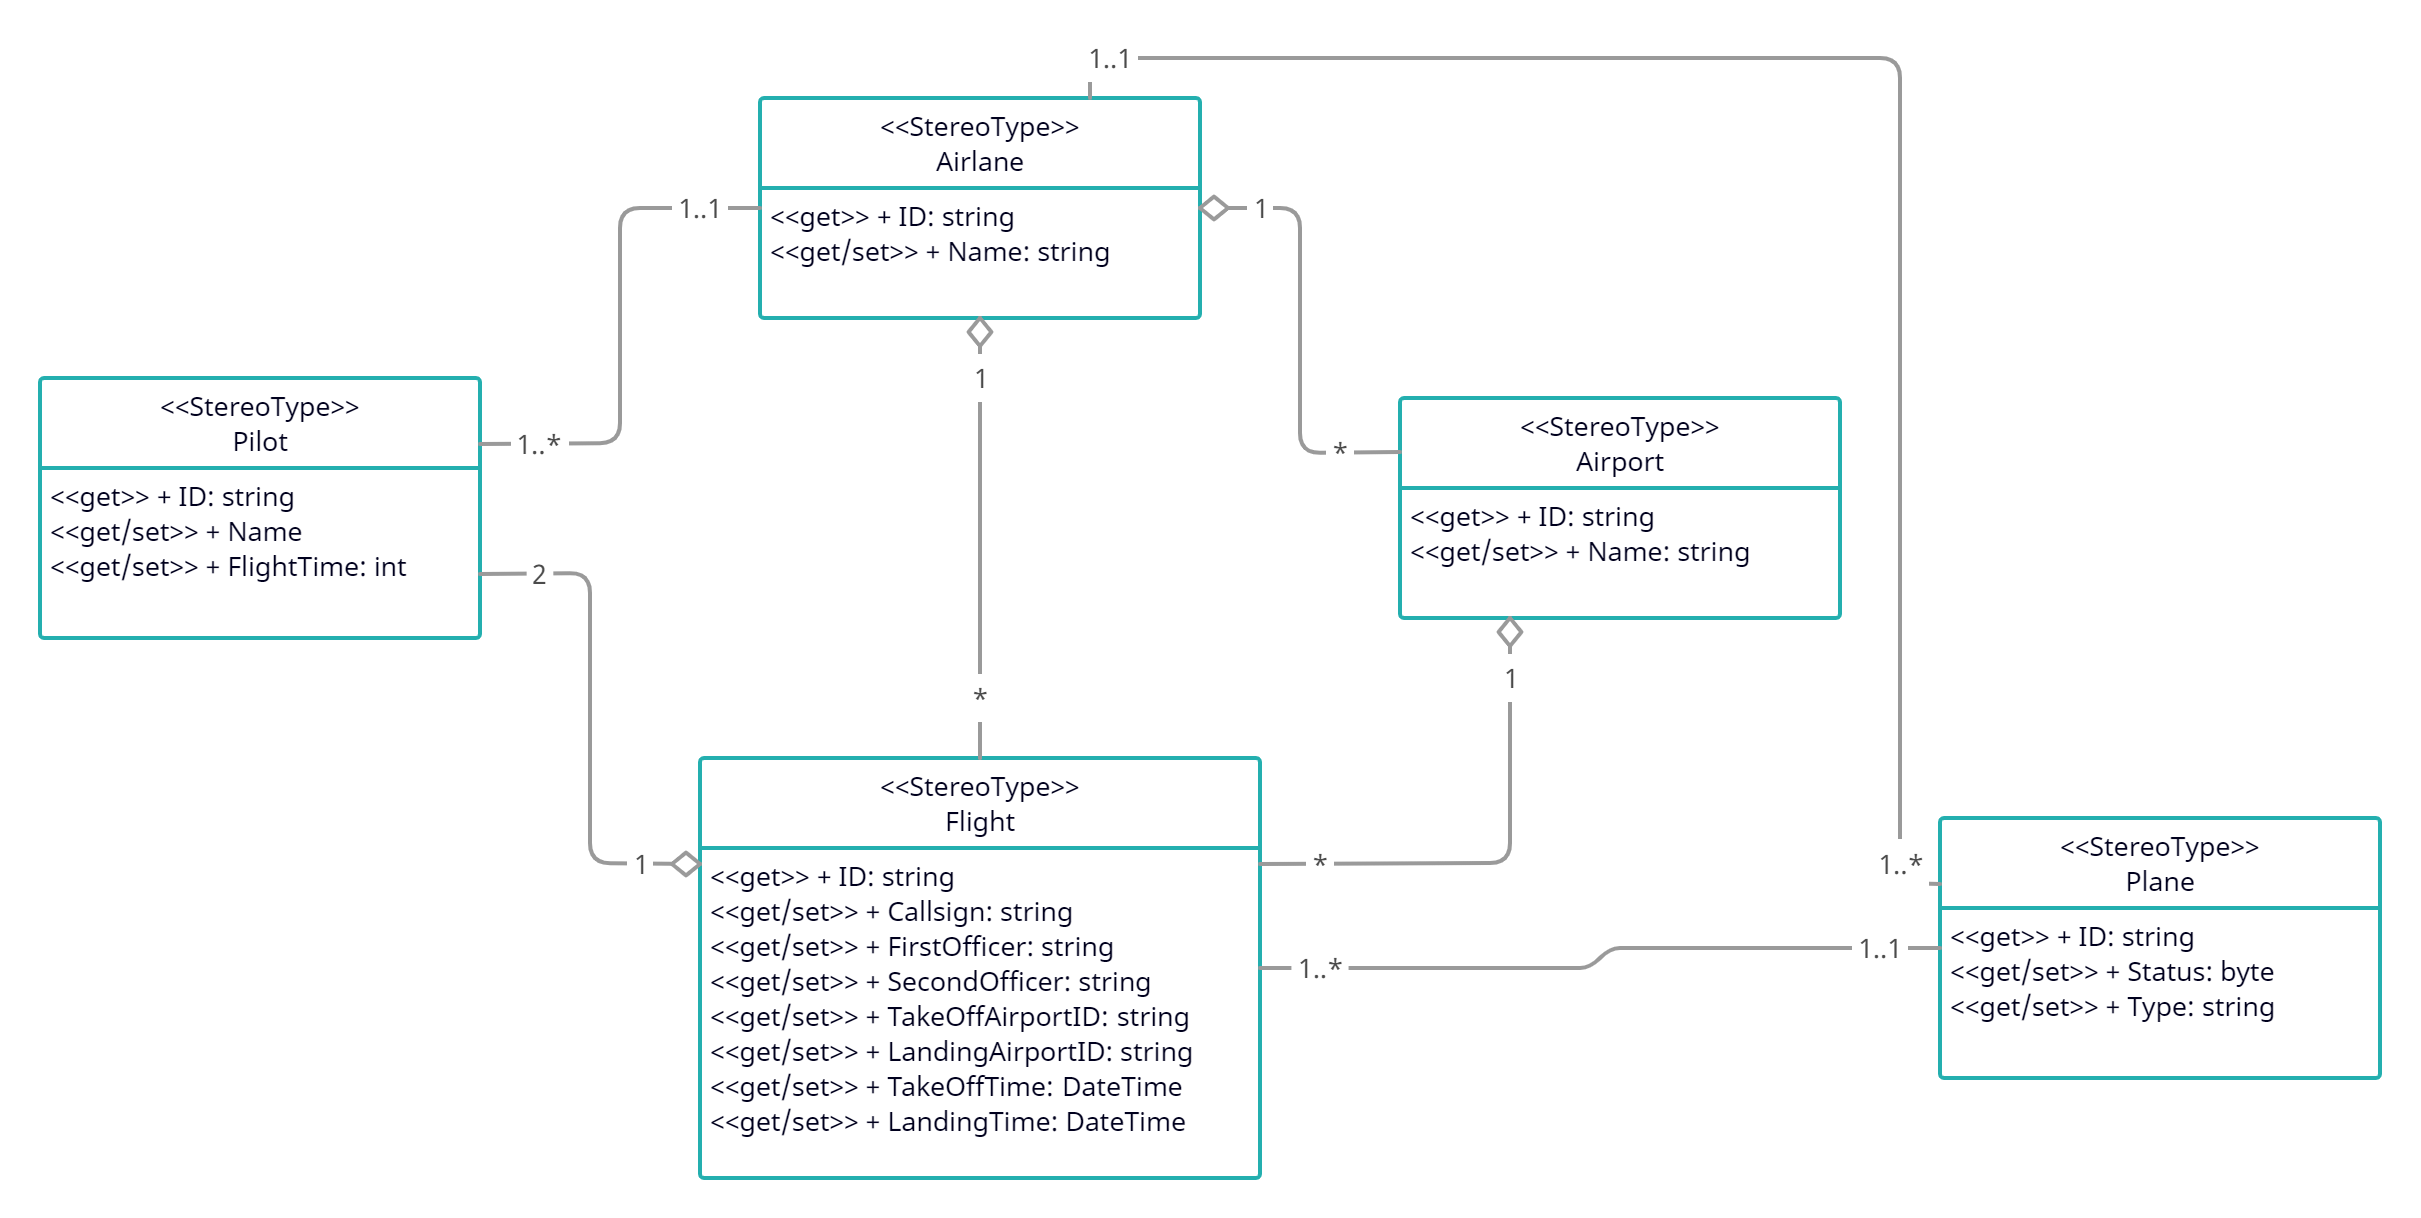 1..1
<<StereoType>>
Airlane
<<get>> + ID: string
<<get/set>> + Name: string
1..1
1
1
*
1..*
*
<<StereoType>>
Pilot
<<get>> + ID: string
<<get/set>> + Name
<<get/set>> + FlightTime: int
2
1
<<StereoType>>
Airport
<<get>> + ID: string
<<get/set>> + Name: string
1
*
<<StereoType>>
Flight
<<get>> + ID: string
<<get/set>> + Callsign: string
<<get/set>> + FirstOfficer: string
<<get/set>> + SecondOfficer: string
<<get/set>> + TakeOffAirportID: string
<<get/set>> + LandingAirportID: string
<<get/set>> + TakeOffTime: DateTime
<<get/set>> + LandingTime: DateTime
1..*
1..1
1..*
<<StereoType>>
Plane
<<get>> + ID: string
<<get/set>> + Status: byte
<<get/set>> + Type: string